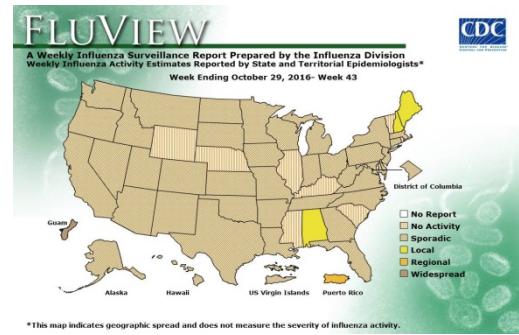 FLUVIEW
CDC
A Weekly Influenza Surveillance Report Prepared by the Influenza Division
Weekly Influenza Activity Estimates Reported by State and Territorial Epidemiologists*
Week Ending October 29, 2016- Week 43
District of Columbia
No Report
No Activity
Sporadic
Local
Regional
Widespread
Guam
Alaska
Hawaii
US Virgin Islands
Puerto Rico
*This map indicates geographic spread and does not measure the severity of influenza activity.